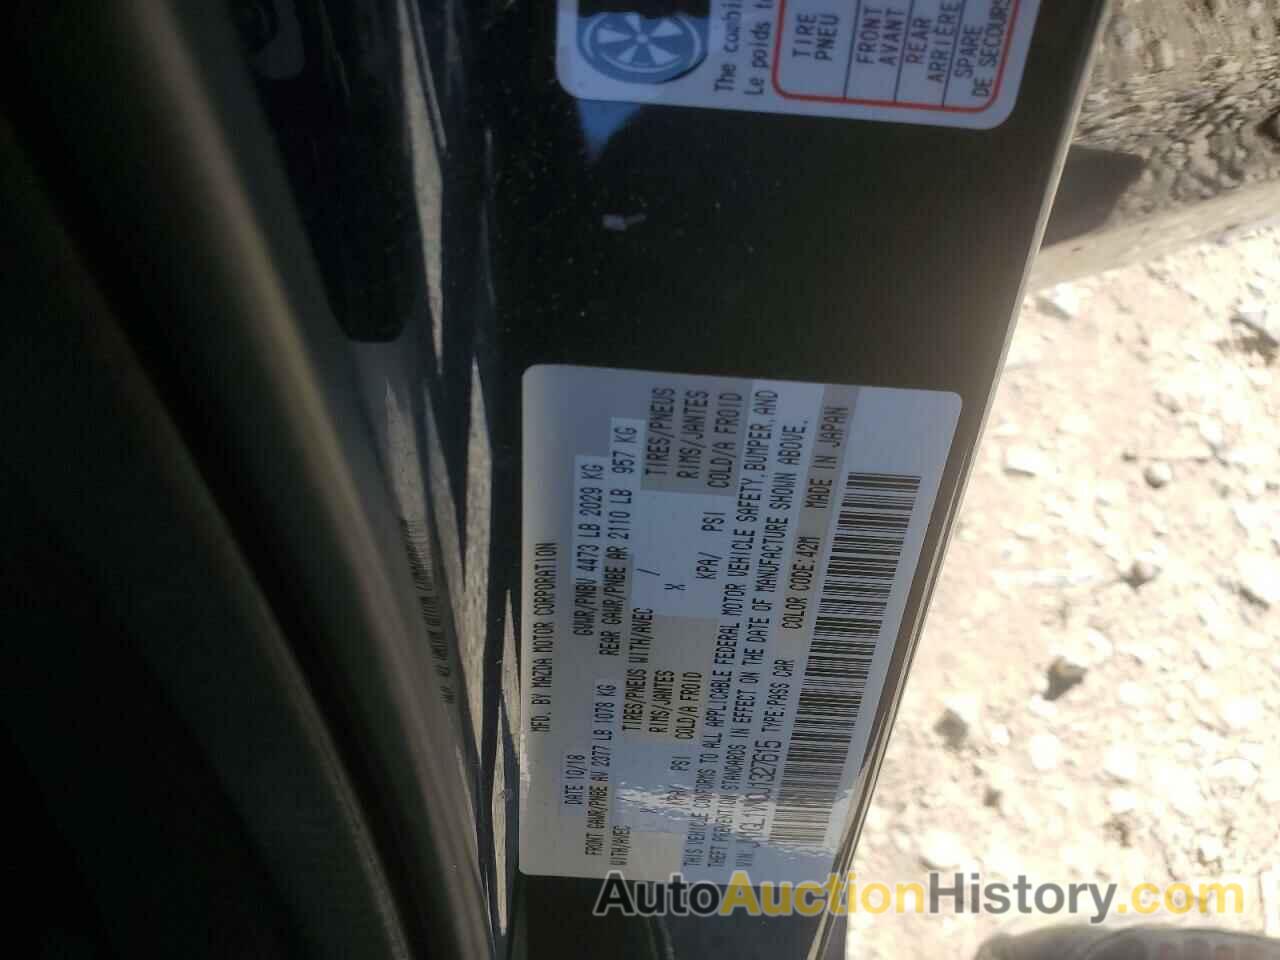 MFD. BY MAZDA MOTOR CORPORATION
DATE 10/18 GVWR/PNBV 4473 LB 2029 KG
FRONT GAWR/PNBE AV 2377 LB 1078 KG REAR GAWR/PNBE AR 2110 LB 957 KG
WITH/AVEC TIRES/PNEUS WITH/AVEC / TIRES/PNEUS
X RIMS/JANTES X RIMS/JANTES
KPA/ PSI COLD/A FROID KPA/ PSI COLD/A FROID
THIS VEHICLE CONFORMS TO ALL APPLICABLE FEDERAL MOTOR VEHICLE SAFETY, BUMPER, AND
THEFT PREVENTION STANDARDS IN EFFECT ON THE DATE OF MANUFACTURE SHOWN ABOVE.
TYPE:PASS CAR COLOR CODE:42M MADE IN JAPAN
The combi
Le poids to
TIRE
PNEU
FRONT
AVANT
REAR
ARRIÈRE
SPARE
DE SECOURS
AutoAuctionHistory.com